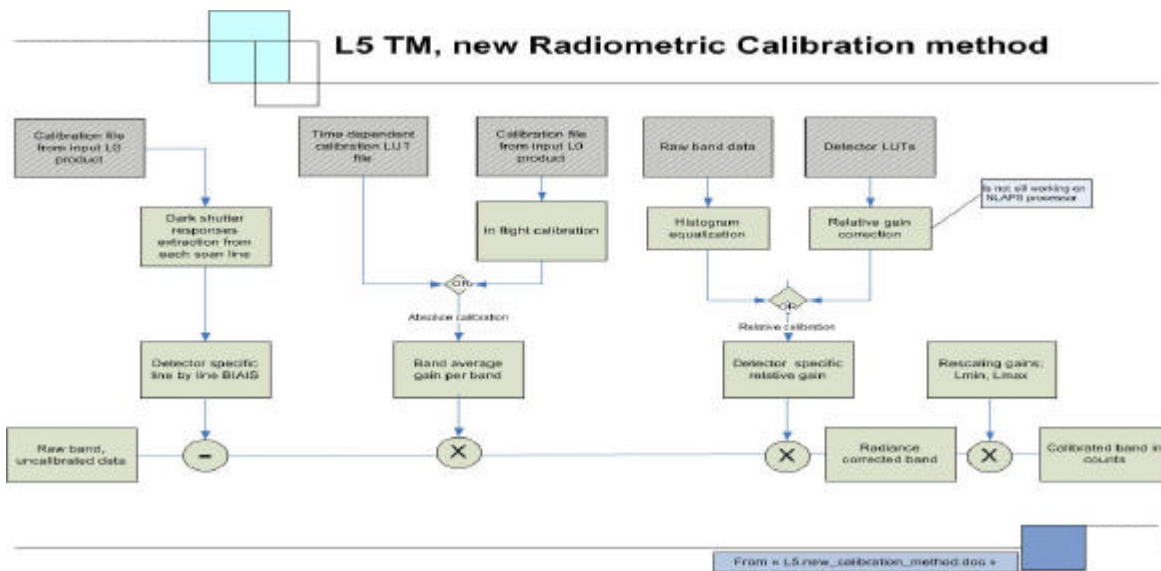 L5 TM, new Radiometric Calibration method
Calibration file
from input L0
product
Time dependent
calibration LUT
file
Calibration file
from input L0
product
Raw band data
Detector LUTs
Is not still working on
NLAPS processor
Dark shutter
responses
extraction from
each scan line
In flight calibration
Histogram
equalization
Relative gain
correction
OR
OR
Absolute calibration
Relative calibration
Detector specific
line by line BIAIS
Band average
gain per band
Detector specific
relative gain
Rescaling gains;
Lmin, Lmax
Raw band,
uncalibrated data
-
X
X
Radiance
corrected band
X
Calibrated band in
counts
From « L5.new_calibration_method.doc »